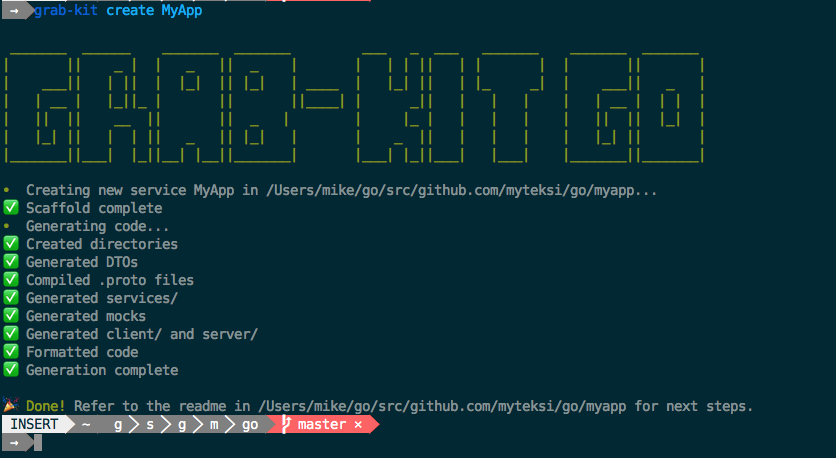 → grab-kit create MyApp
GRAB-KIT GO
• Creating new service MyApp in /Users/mike/go/src/github.com/myteksi/go/myapp...
✅ Scaffold complete
• Generating code...
✅ Created directories
✅ Generated DTOs
✅ Compiled .proto files
✅ Generated services/
✅ Generated mocks
✅ Generated client/ and server/
✅ Formatted code
✅ Generation complete
🎉 Done! Refer to the readme in /Users/mike/go/src/github.com/myteksi/go/myapp for next steps.
INSERT ~ g s g m go master ×
→